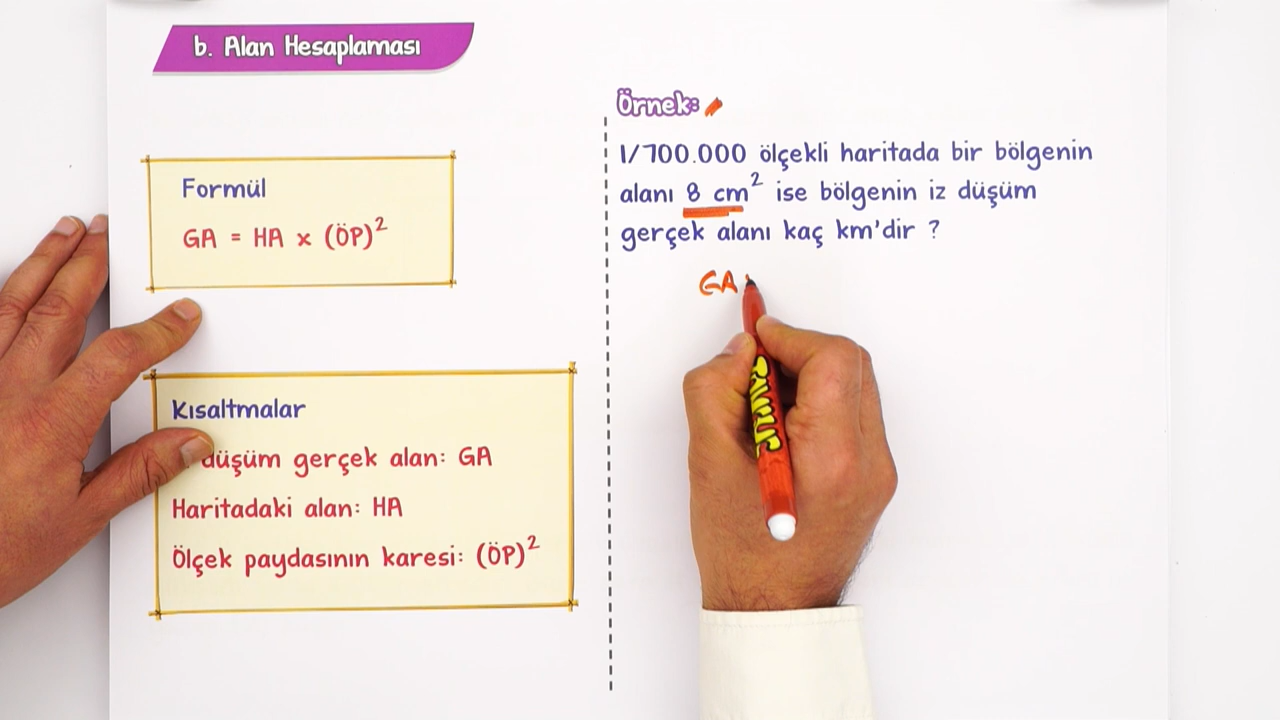 b. Alan Hesaplaması
Formül
GA = HA x (ÖP)²
Kısaltmalar
düşüm gerçek alan: GA
Haritadaki alan: HA
Ölçek paydasının karesi: (ÖP)²
Örnek:
1/700.000 ölçekli haritada bir bölgenin
alanı 8 cm² ise bölgenin iz düşüm
gerçek alanı kaç km'dir ?
GA